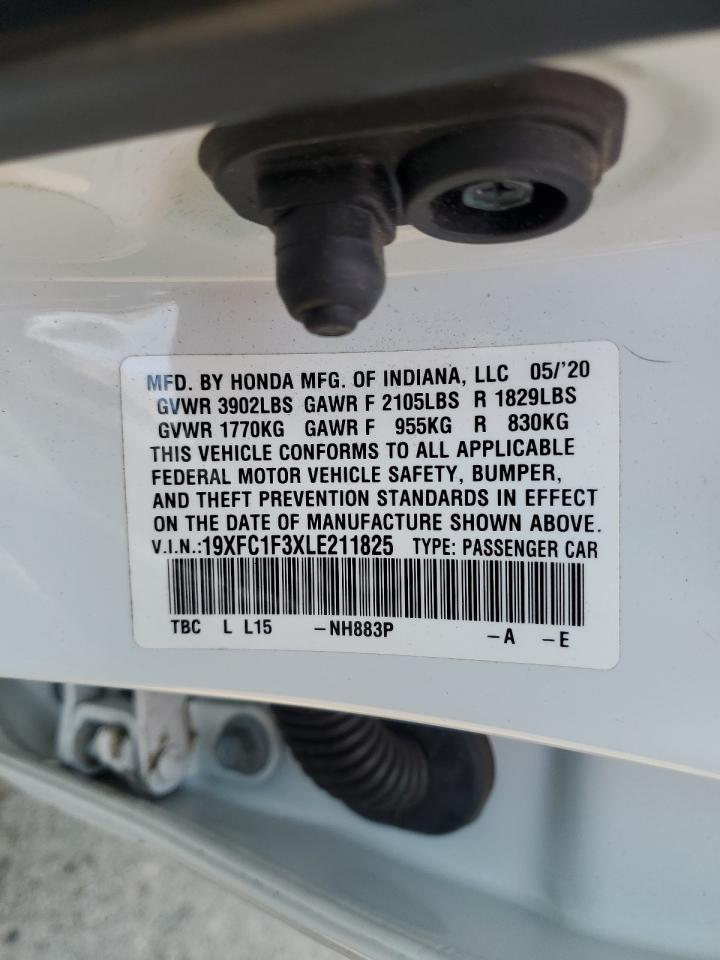 MFD. BY HONDA MFG. OF INDIANA, LLC 05/'20
GVWR 3902LBS GAWR F 2105LBS R 1829LBS
GVWR 1770KG GAWR F 955KG R 830KG
THIS VEHICLE CONFORMS TO ALL APPLICABLE
FEDERAL MOTOR VEHICLE SAFETY, BUMPER,
AND THEFT PREVENTION STANDARDS IN EFFECT
ON THE DATE OF MANUFACTURE SHOWN ABOVE.
V.I.N.:19XFC1F3XLE211825 TYPE: PASSENGER CAR
TBC L L15 -NH883P -A -E